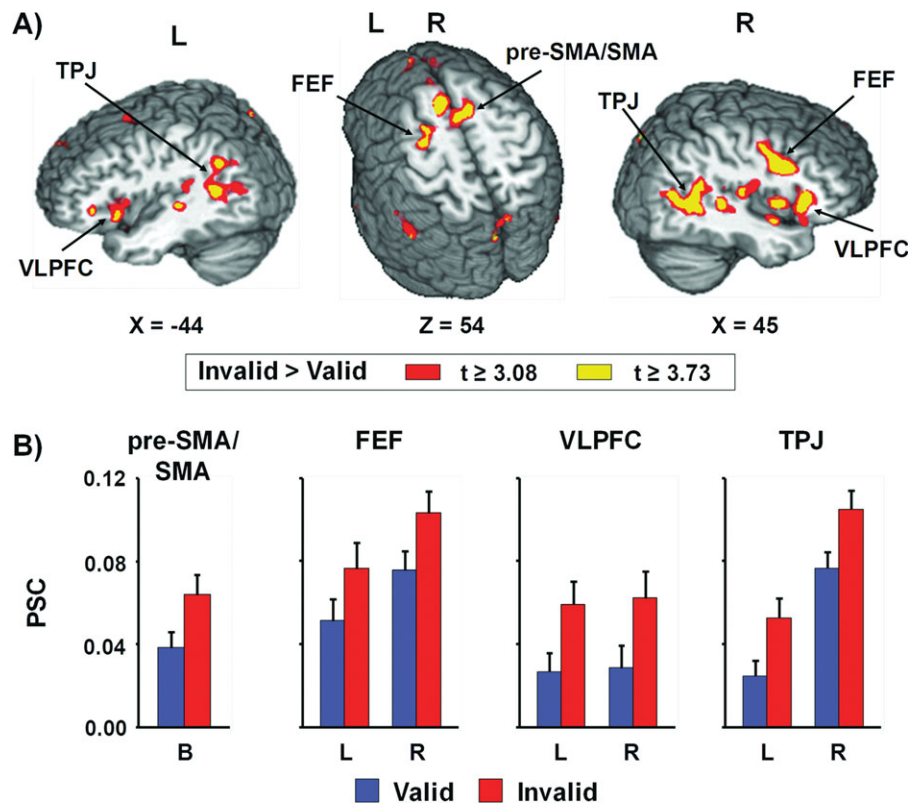 A)
L
L R
R
TPJ
FEF
pre-SMA/SMA
TPJ
FEF
VLPFC
VLPFC
X = -44
Z = 54
X = 45
Invalid > Valid t ≥ 3.08 t ≥ 3.73
B)
pre-SMA/
SMA
FEF
VLPFC
TPJ
0.12
0.08
0.04
0.00
PSC
B
L R
L R
L R
Valid Invalid